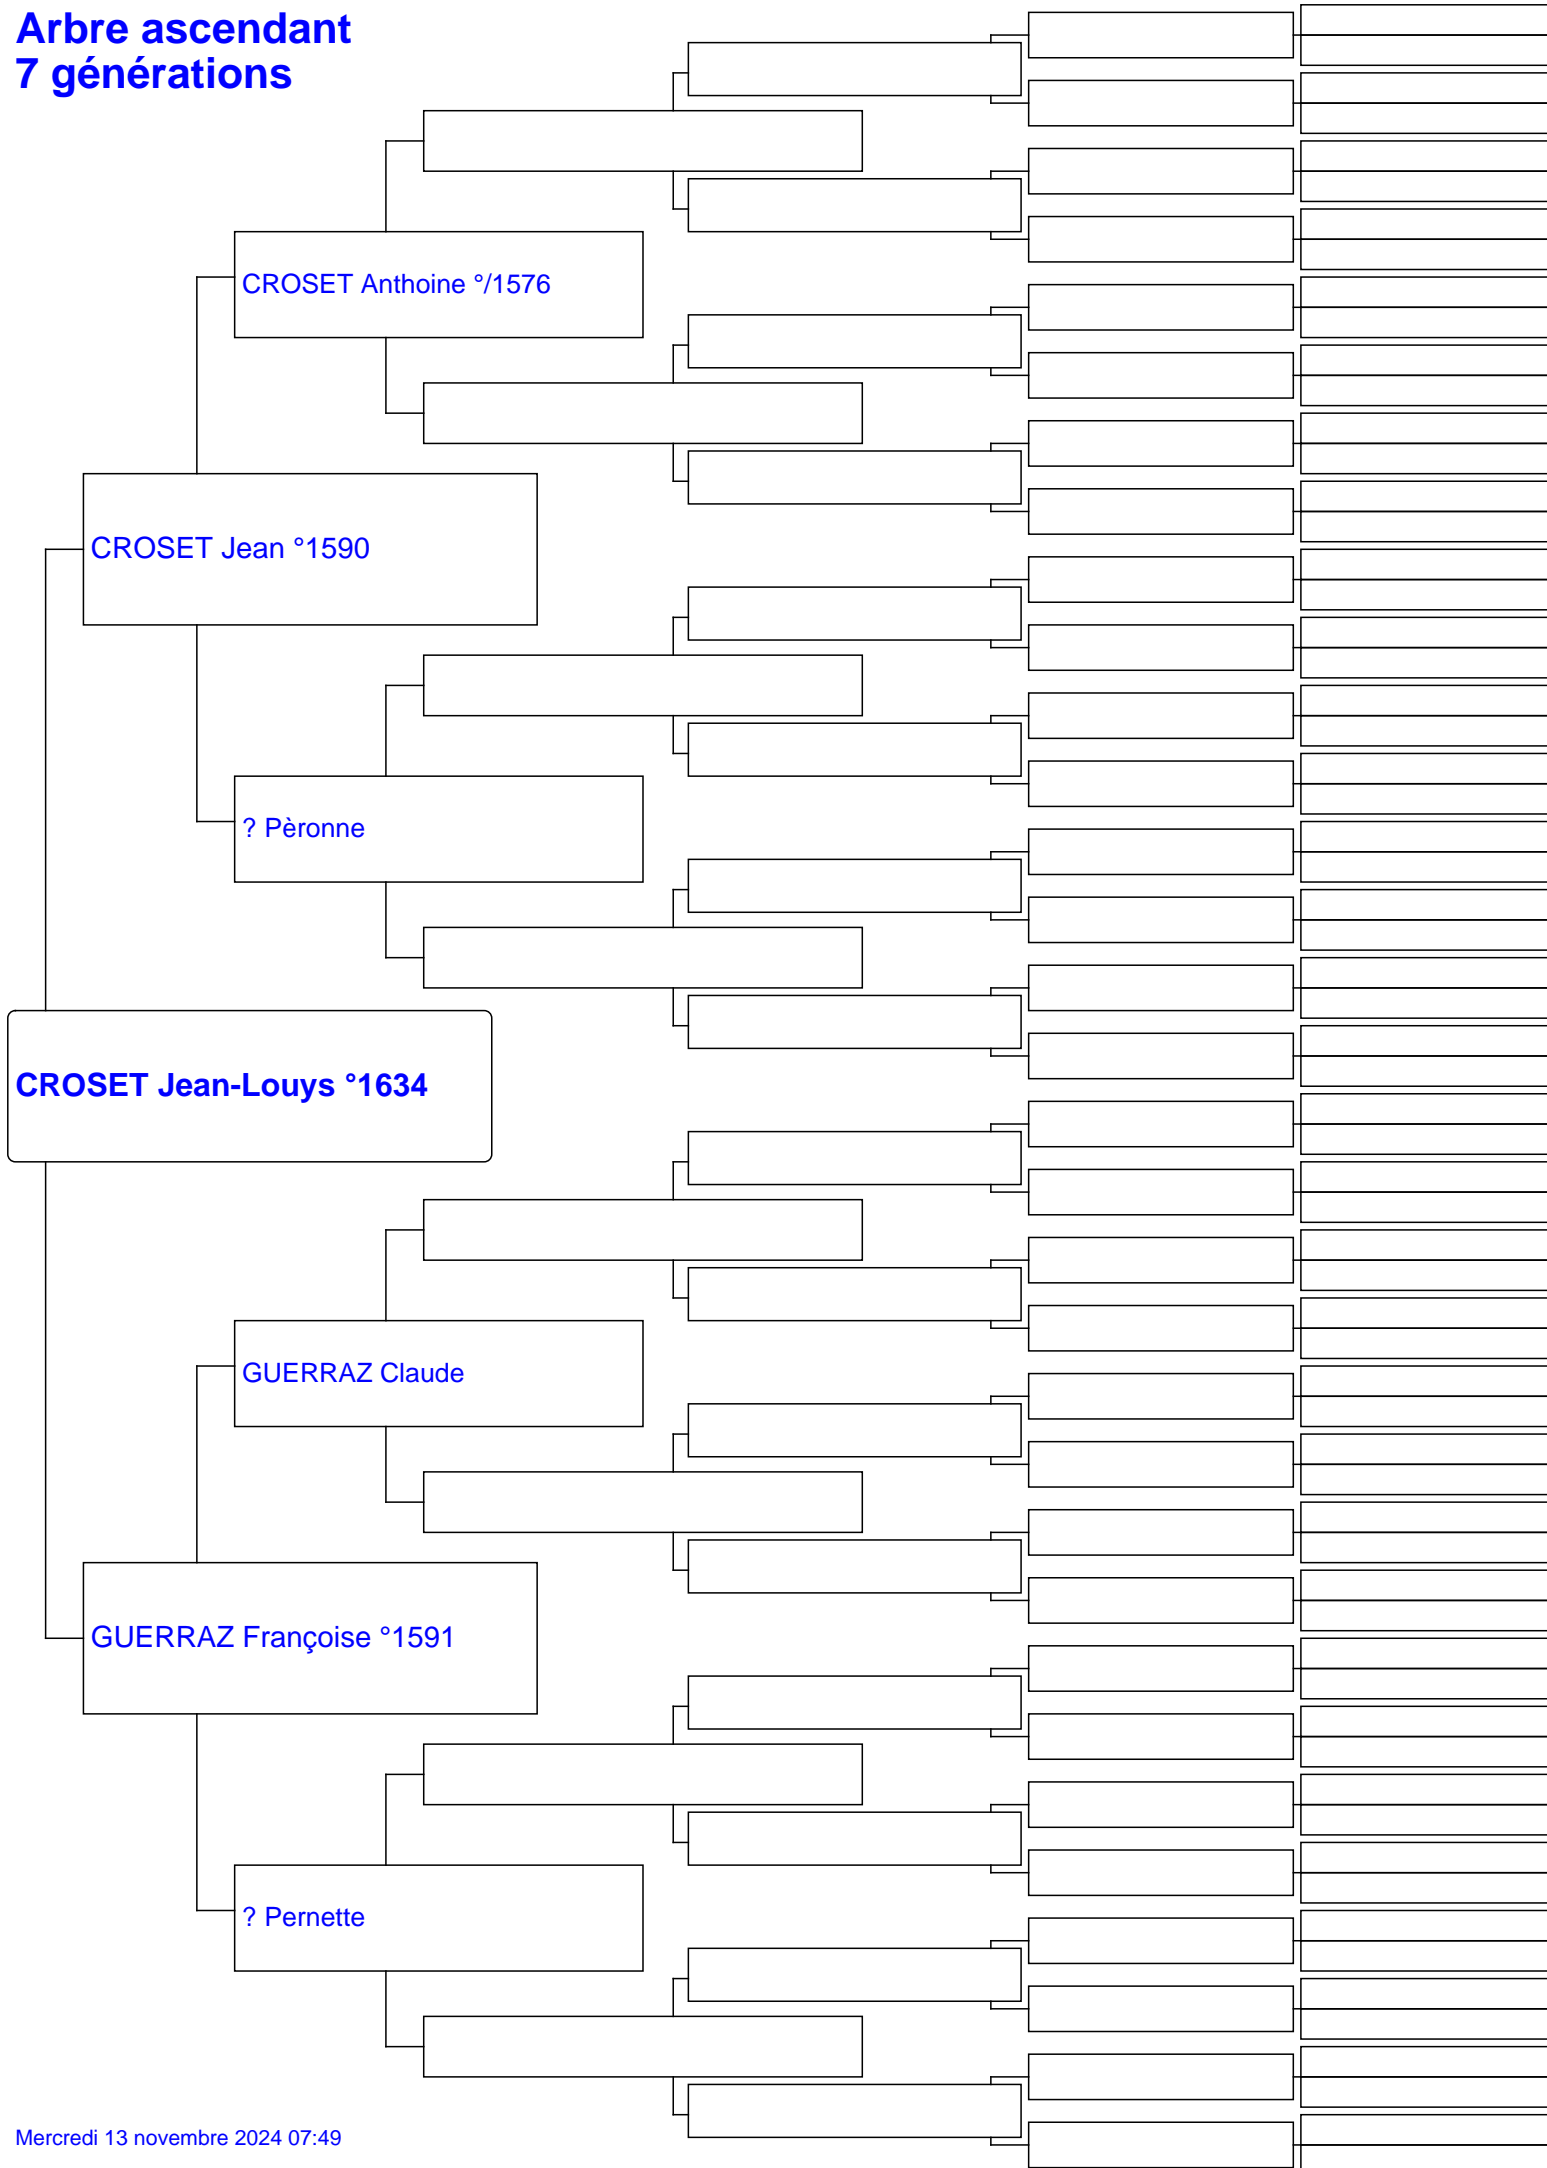 Arbre ascendant
7 générations
CROSET Anthoine °/1576
CROSET Jean °1590
? Pèronne
CROSET Jean-Louys °1634
GUERRAZ Claude
GUERRAZ Françoise °1591
? Pernette
Mercredi 13 novembre 2024 07:49